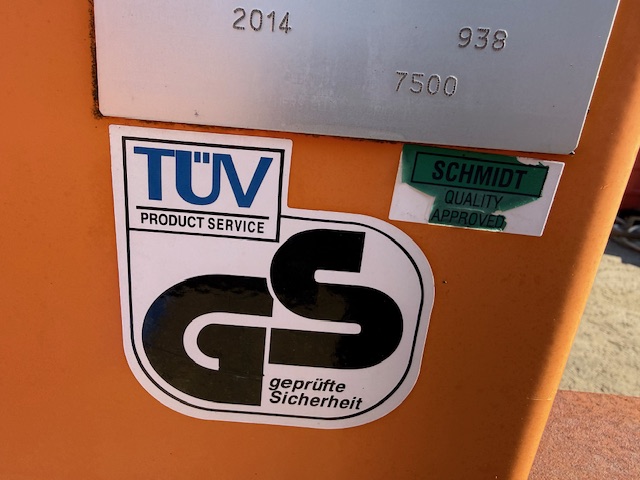 2014 938
7500
TÜV
PRODUCT SERVICE
SCHMIDT
QUALITY
APPROVED
GS
geprüfte
Sicherheit